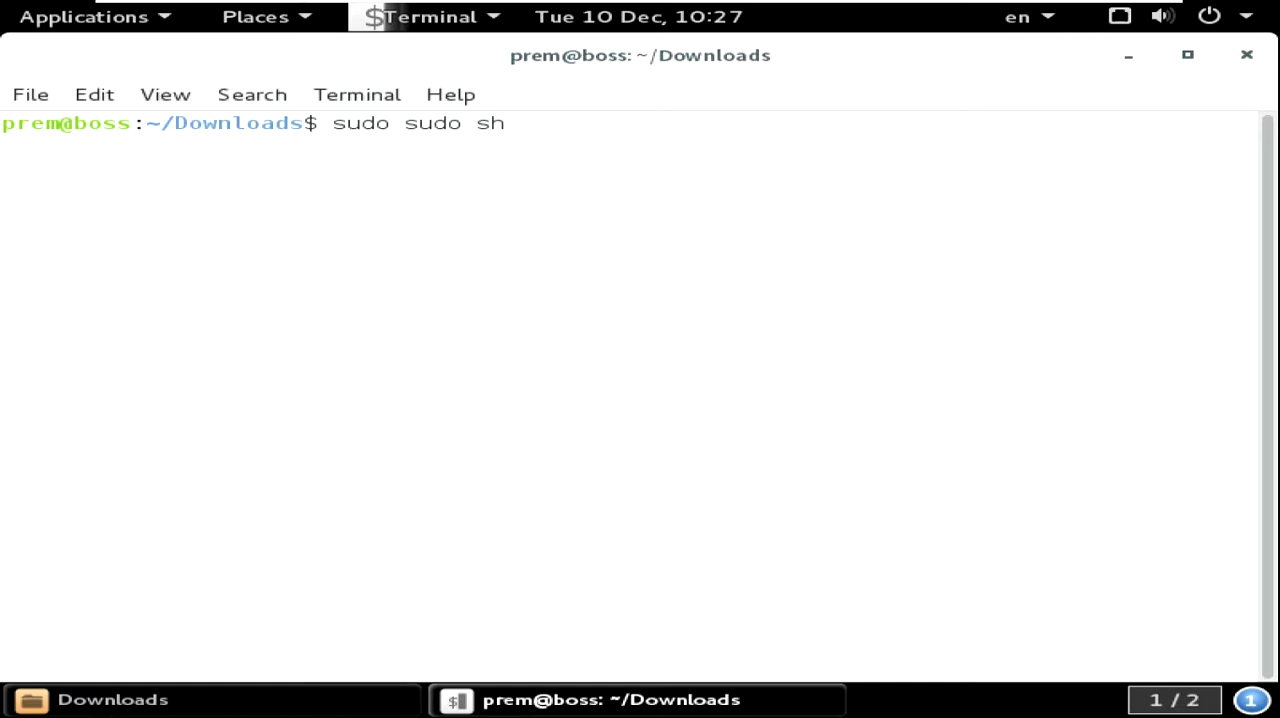 Applications Places $ Terminal Tue 10 Dec, 10:27 en
prem@boss: ~/Downloads
File Edit View Search Terminal Help
prem@boss:~/Downloads$ sudo sudo sh
Downloads prem@boss: ~/Downloads 1 / 2 1